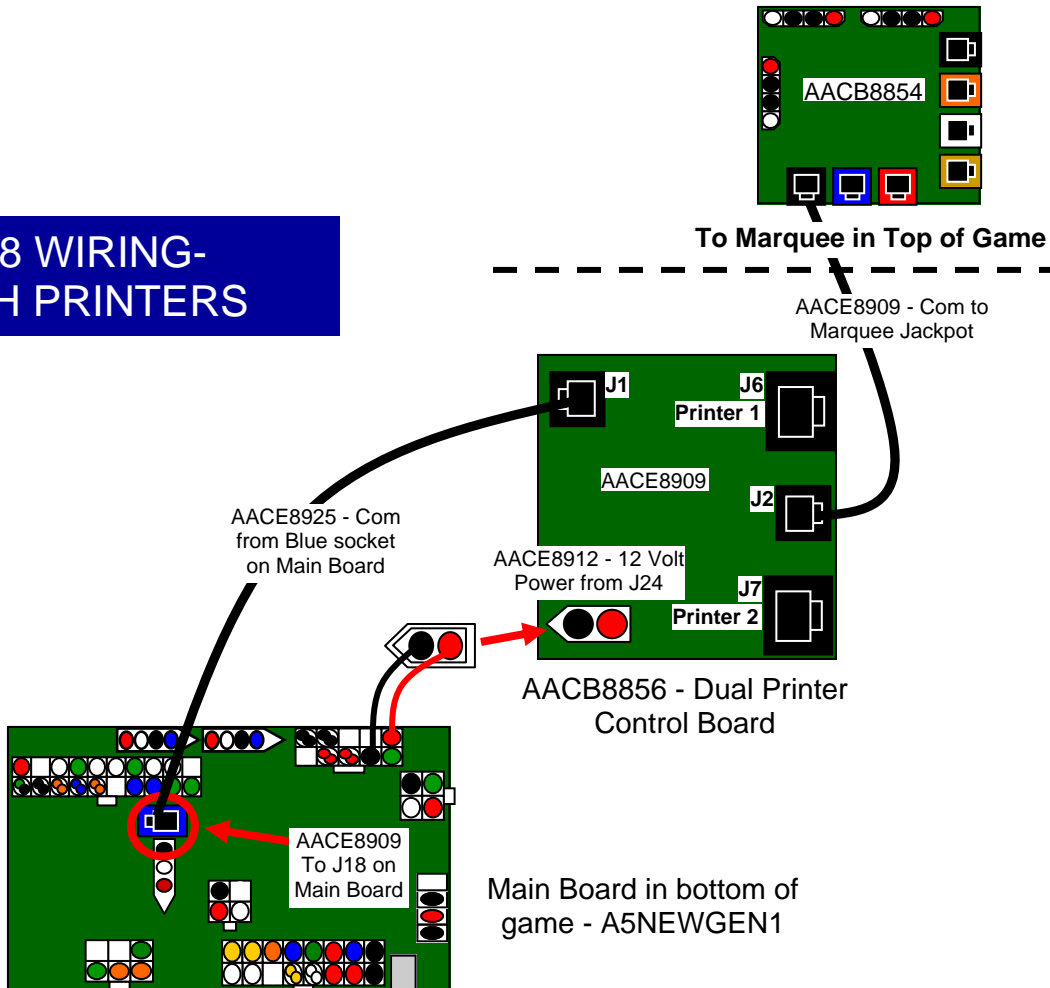 AACB8854
To Marquee in Top of Game
8 WIRING-
H PRINTERS
AACE8909 - Com to
Marquee Jackpot
J1
J6
Printer 1
AACE8909
J2
AACE8925 - Com
from Blue socket
on Main Board
AACE8912 - 12 Volt
Power from J24
J7
Printer 2
AACB8856 - Dual Printer
Control Board
AACE8909
To J18 on
Main Board
Main Board in bottom of
game - A5NEWGEN1